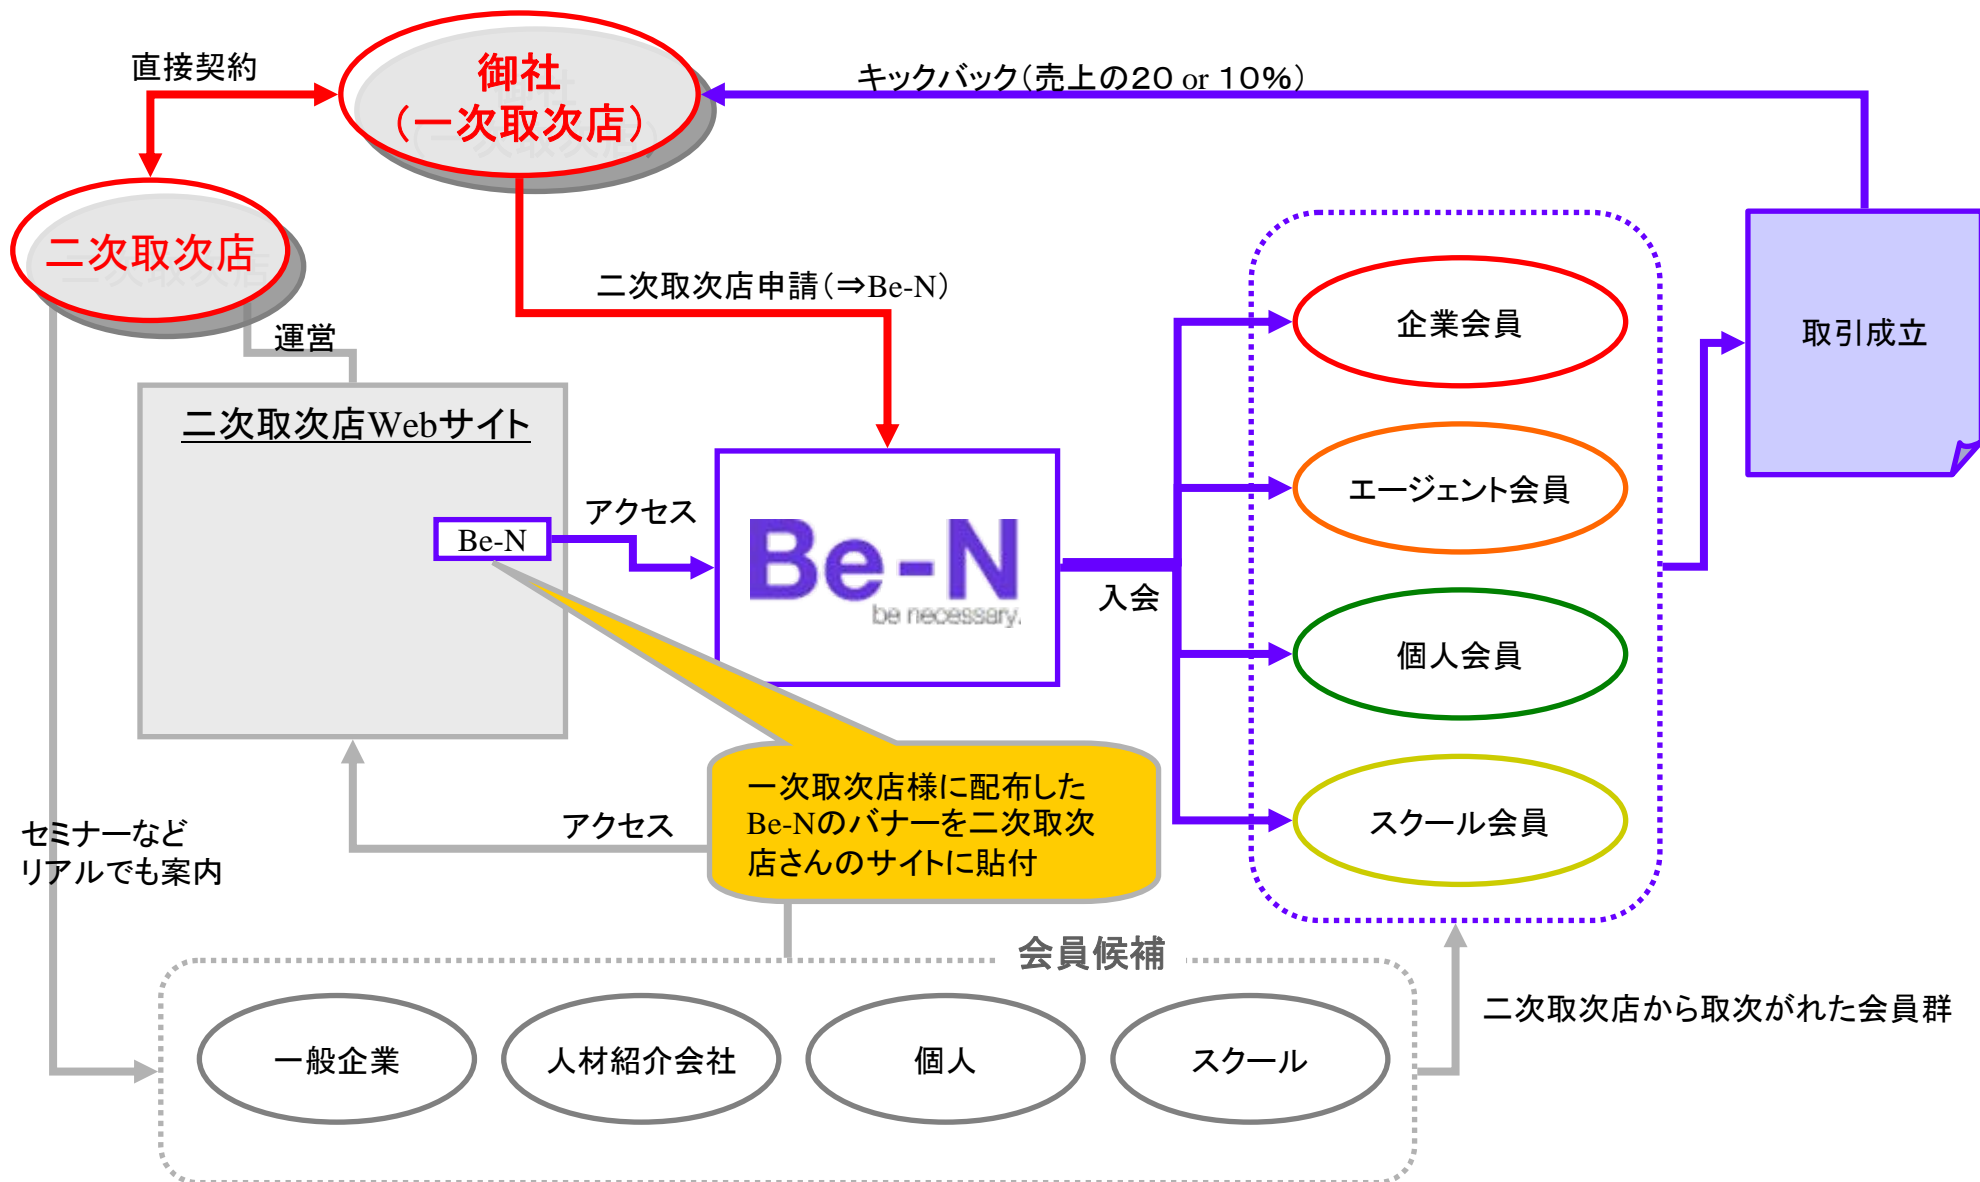 直接契約
御社
（一次取次店）
キックバック（売上の２０ or １０％）
二次取次店
二次取次店申請（⇒Be-N）
運営
企業会員
取引成立
二次取次店Webサイト
エージェント会員
アクセス
Be-N
Be-N
be necessary.
入会
個人会員
一次取次店様に配布した
Be-Nのバナーを二次取次
店さんのサイトに貼付
アクセス
スクール会員
セミナーなど
リアルでも案内
会員候補
二次取次店から取次がれた会員群
一般企業
人材紹介会社
個人
スクール